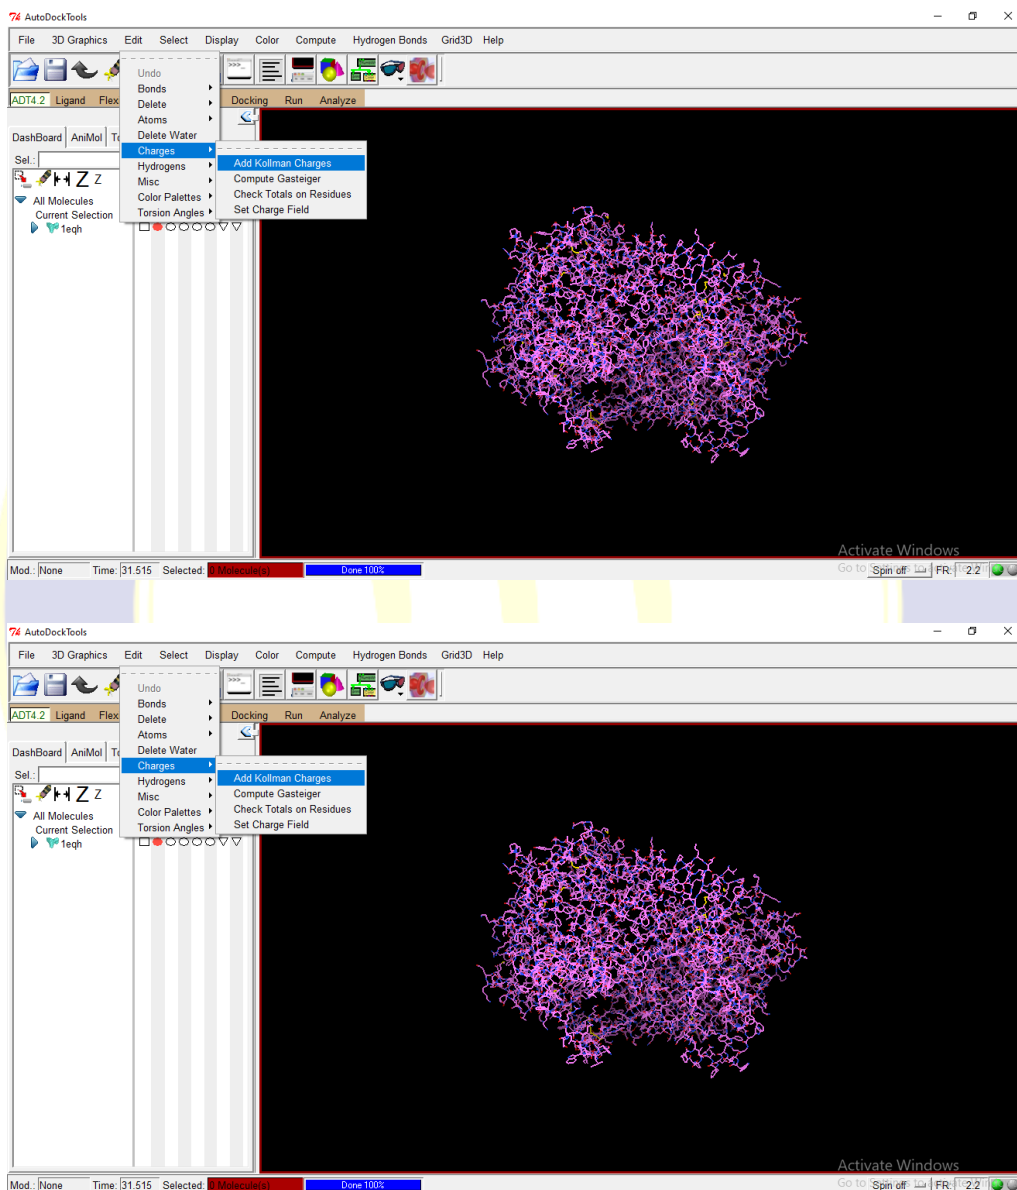 AutoDockTools
File 3D Graphics Edit Select Display Color Compute Hydrogen Bonds Grid3D Help
Undo
Bonds
ADT4.2 Ligand Flex Delete Docking Run Analyze
Atoms
DashBoard AniMol Delete Water
Charges
Sel.: Add Kollman Charges
Hydrogens
Z Z Misc Compute Gasteiger
Color Palettes Check Totals on Residues
All Molecules
Torsion Angles Set Charge Field
Current Selection
1eqh
Activate Windows
Mod.: None Time: 31.515 Selected: 0 Molecule(s) Done 100% Go to Spin off FR: 2.2
AutoDockTools
File 3D Graphics Edit Select Display Color Compute Hydrogen Bonds Grid3D Help
Undo
Bonds
ADT4.2 Ligand Flex Delete Docking Run Analyze
Atoms
DashBoard AniMol Delete Water
Charges
Sel.: Add Kollman Charges
Hydrogens
Z Z Misc Compute Gasteiger
Color Palettes Check Totals on Residues
All Molecules
Torsion Angles Set Charge Field
Current Selection
1eqh
Activate Windows
Mod.: None Time: 31.515 Selected: 0 Molecule(s) Done 100% Go to Spin off FR: 2.2